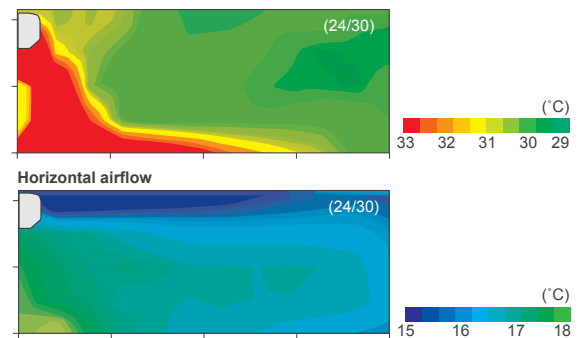 (24/30)
(˚C)
33 32 31 30 29
Horizontal airflow
(24/30)
(˚C)
15 16 17 18